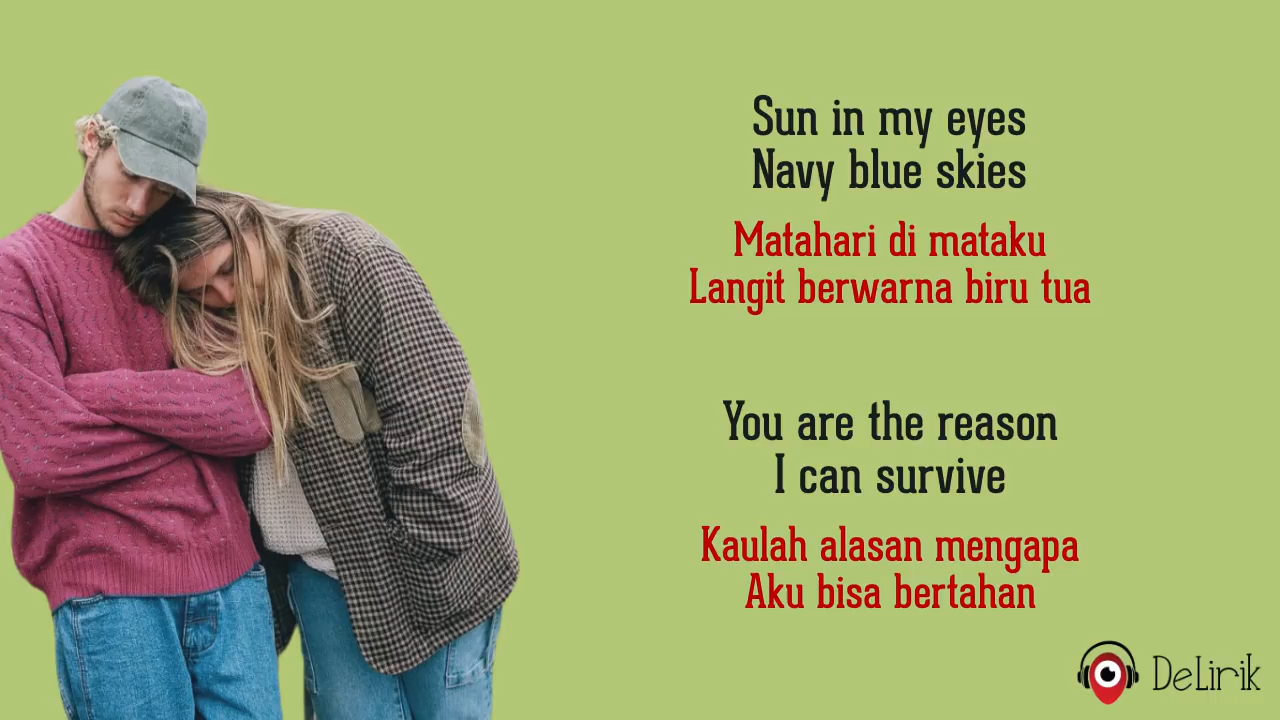 Sun in my eyes
Navy blue skies
Matahari di mataku
Langit berwarna biru tua
You are the reason
I can survive
Kaulah alasan mengapa
Aku bisa bertahan
DeLirik